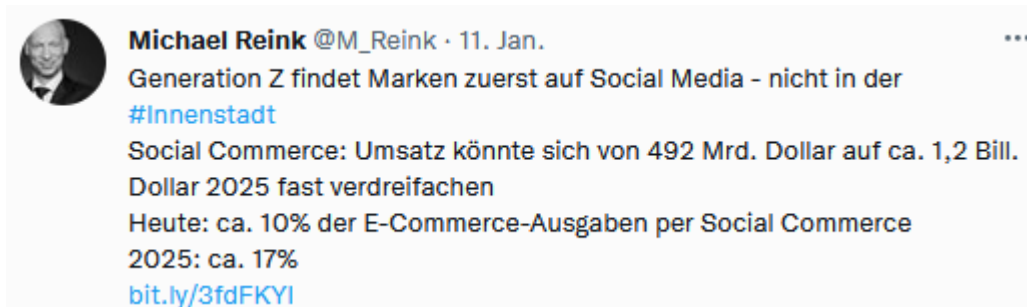 Michael Reink @M_Reink · 11. Jan.
Generation Z findet Marken zuerst auf Social Media - nicht in der
#Innenstadt
Social Commerce: Umsatz könnte sich von 492 Mrd. Dollar auf ca. 1,2 Bill.
Dollar 2025 fast verdreifachen
Heute: ca. 10% der E-Commerce-Ausgaben per Social Commerce
2025: ca. 17%
bit.ly/3fdFKYI